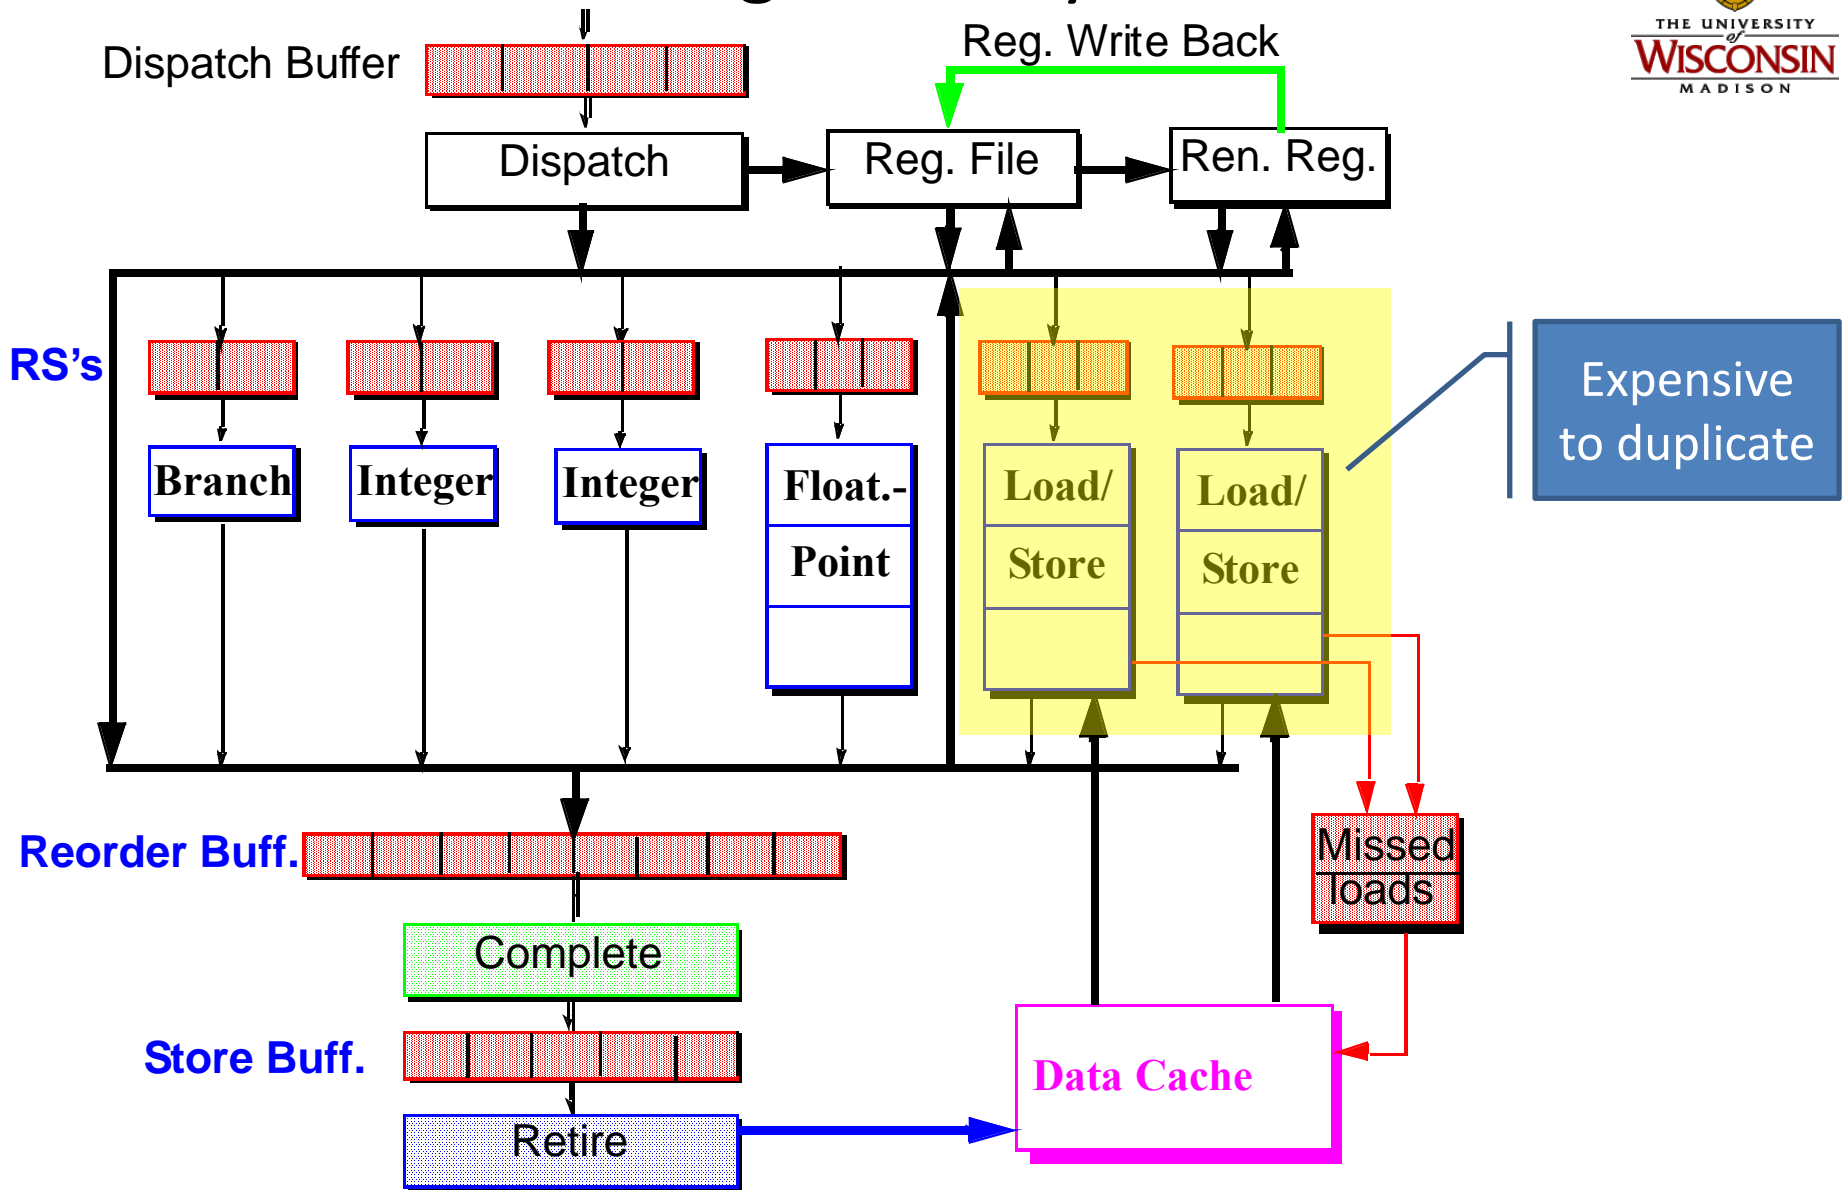 THE UNIVERSITY
of
WISCONSIN
MADISON
Dispatch Buffer
Reg. Write Back
Dispatch
Reg. File
Ren. Reg.
RS's
Branch
Integer
Integer
Float.-
Point
Load/
Store
Load/
Store
Expensive
to duplicate
Reorder Buff.
Missed
loads
Complete
Store Buff.
Data Cache
Retire